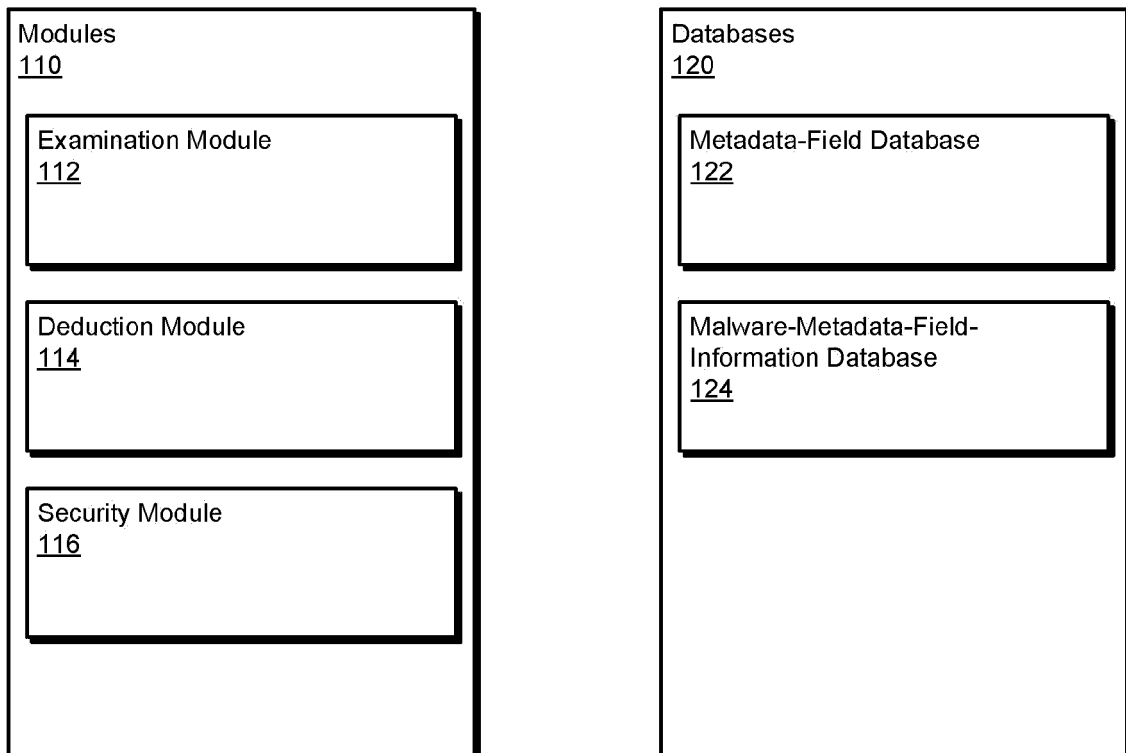 Modules
110
Examination Module
112
Deduction Module
114
Security Module
116
Databases
120
Metadata-Field Database
122
Malware-Metadata-Field-
Information Database
124